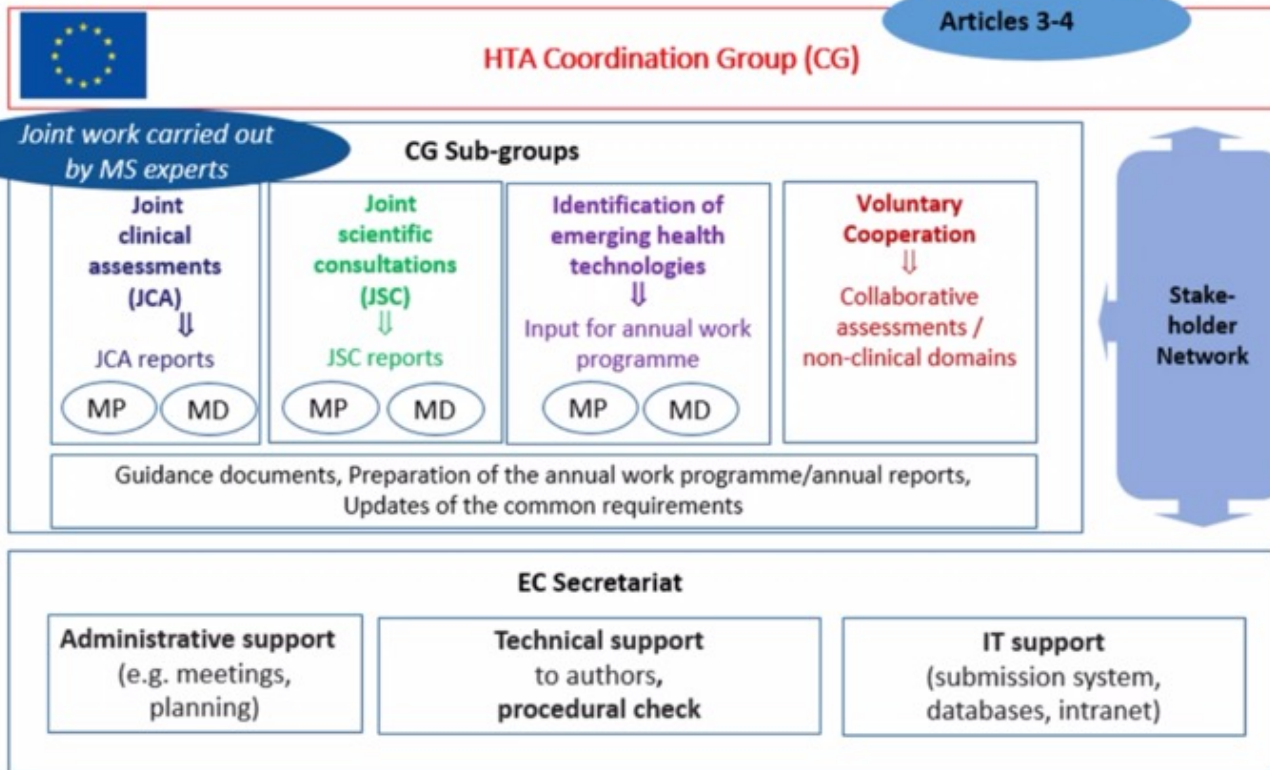 Articles 3-4
HTA Coordination Group (CG)
Joint work carried out
by MS experts
CG Sub-groups
Joint
clinical
assessments
(JCA)
⇓
JCA reports
MP MD
Joint
scientific
consultations
(JSC)
⇓
JSC reports
MP MD
Identification of
emerging health
technologies
⇓
Input for annual work
programme
MP MD
Voluntary
Cooperation
⇓
Collaborative
assessments /
non-clinical domains
Guidance documents, Preparation of the annual work programme/annual reports,
Updates of the common requirements
Stake-
holder
Network
EC Secretariat
Administrative support
(e.g. meetings,
planning)
Technical support
to authors,
procedural check
IT support
(submission system,
databases, intranet)